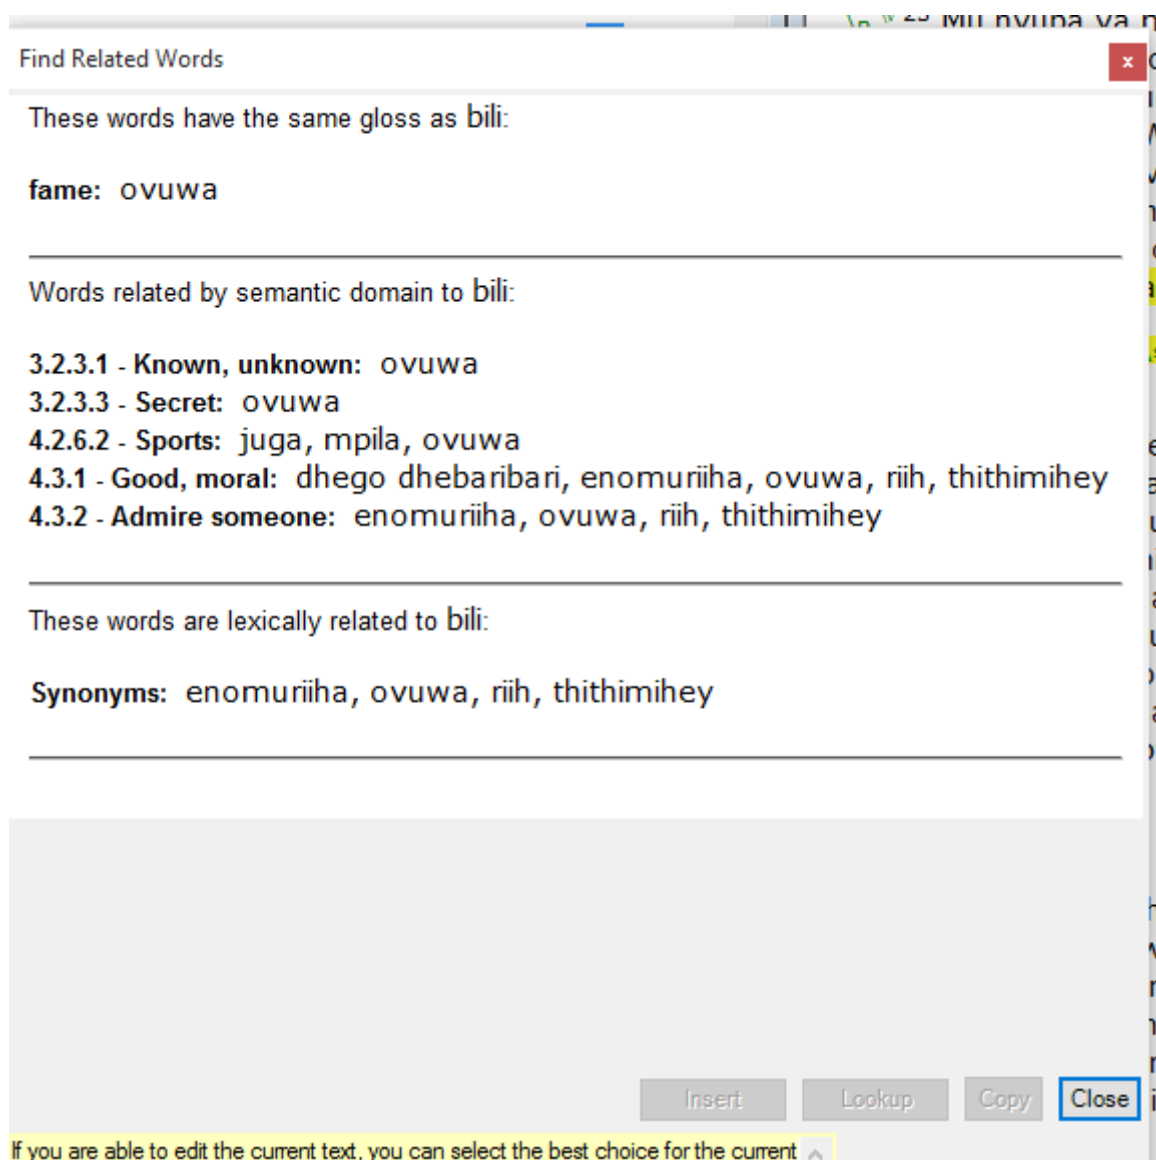 \p v 23 Mu nyuba ya
Find Related Words
x
These words have the same gloss as bili:
fame: ovuwa
Words related by semantic domain to bili:
3.2.3.1 - Known, unknown: ovuwa
3.2.3.3 - Secret: ovuwa
4.2.6.2 - Sports: juga, mpila, ovuwa
4.3.1 - Good, moral: dhego dhebaribari, enomuriiha, ovuwa, riih, thithimihey
4.3.2 - Admire someone: enomuriiha, ovuwa, riih, thithimihey
These words are lexically related to bili:
Synonyms: enomuriiha, ovuwa, riih, thithimihey
Insert Lookup Copy Close
If you are able to edit the current text, you can select the best choice for the current